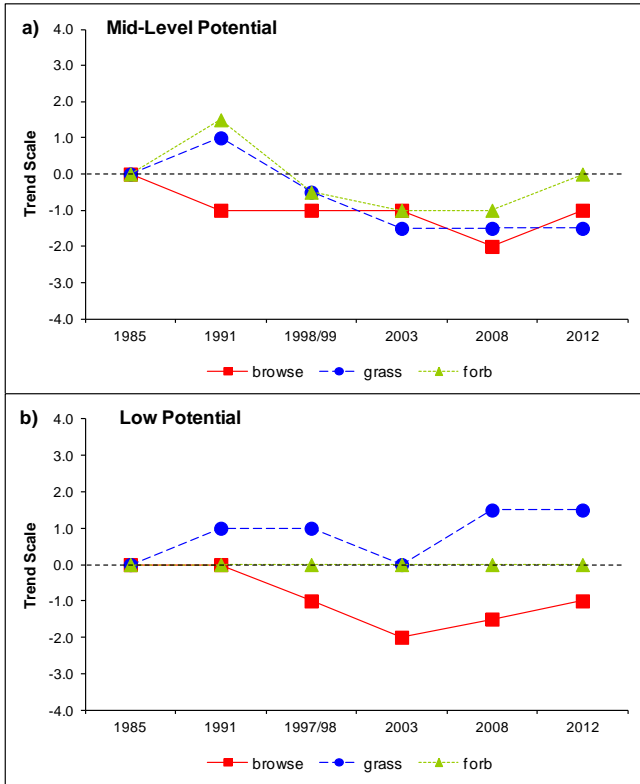 a) Mid-Level Potential
4.0
3.0
2.0
1.0
0.0
-1.0
-2.0
-3.0
-4.0
Trend Scale
1985 1991 1998/99 2003 2008 2012
browse grass forb
b) Low Potential
4.0
3.0
2.0
1.0
0.0
-1.0
-2.0
-3.0
-4.0
Trend Scale
1985 1991 1997/98 2003 2008 2012
browse grass forb